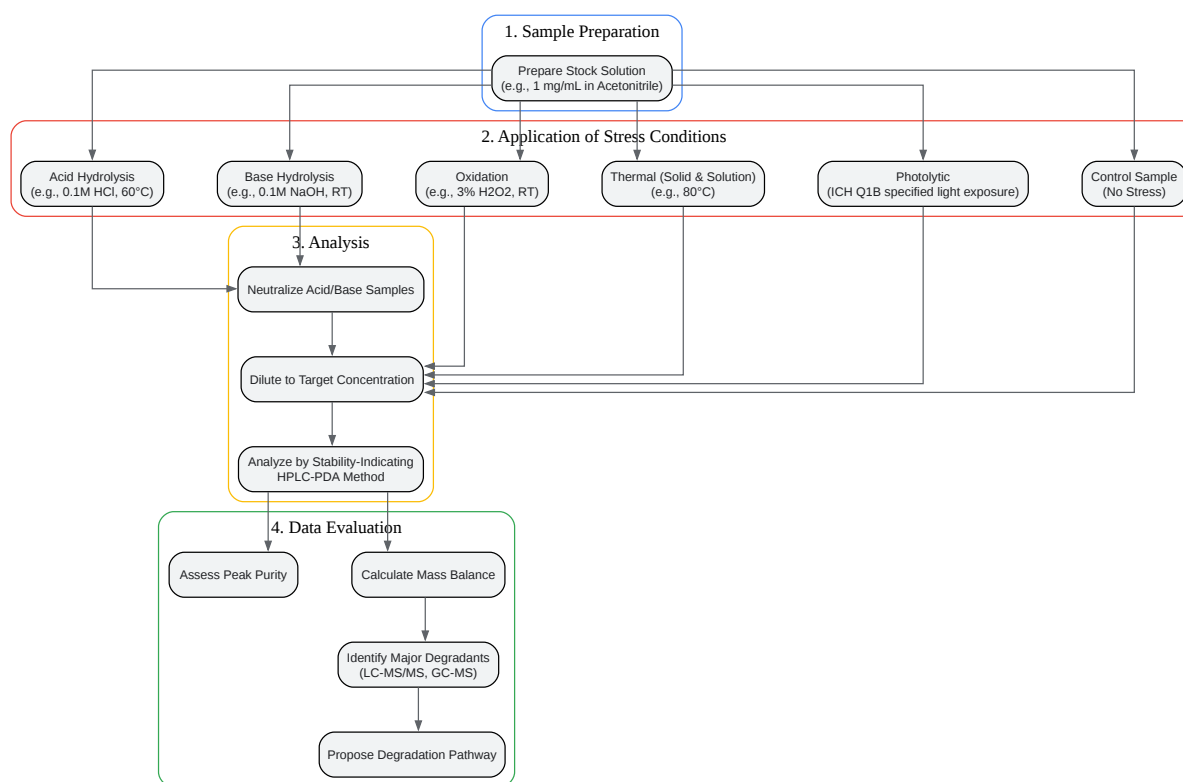 1. Sample Preparation
Prepare Stock Solution
(e.g., 1 mg/mL in Acetonitrile)
2. Application of Stress Conditions
Acid Hydrolysis
(e.g., 0.1M HCl, 60°C)
Base Hydrolysis
(e.g., 0.1M NaOH, RT)
Oxidation
(e.g., 3% H2O2, RT)
Thermal (Solid & Solution)
(e.g., 80°C)
Photolytic
(ICH Q1B specified light exposure)
Control Sample
(No Stress)
3. Analysis
Neutralize Acid/Base Samples
Dilute to Target Concentration
Analyze by Stability-Indicating
HPLC-PDA Method
4. Data Evaluation
Assess Peak Purity
Calculate Mass Balance
Identify Major Degradants
(LC-MS/MS, GC-MS)
Propose Degradation Pathway